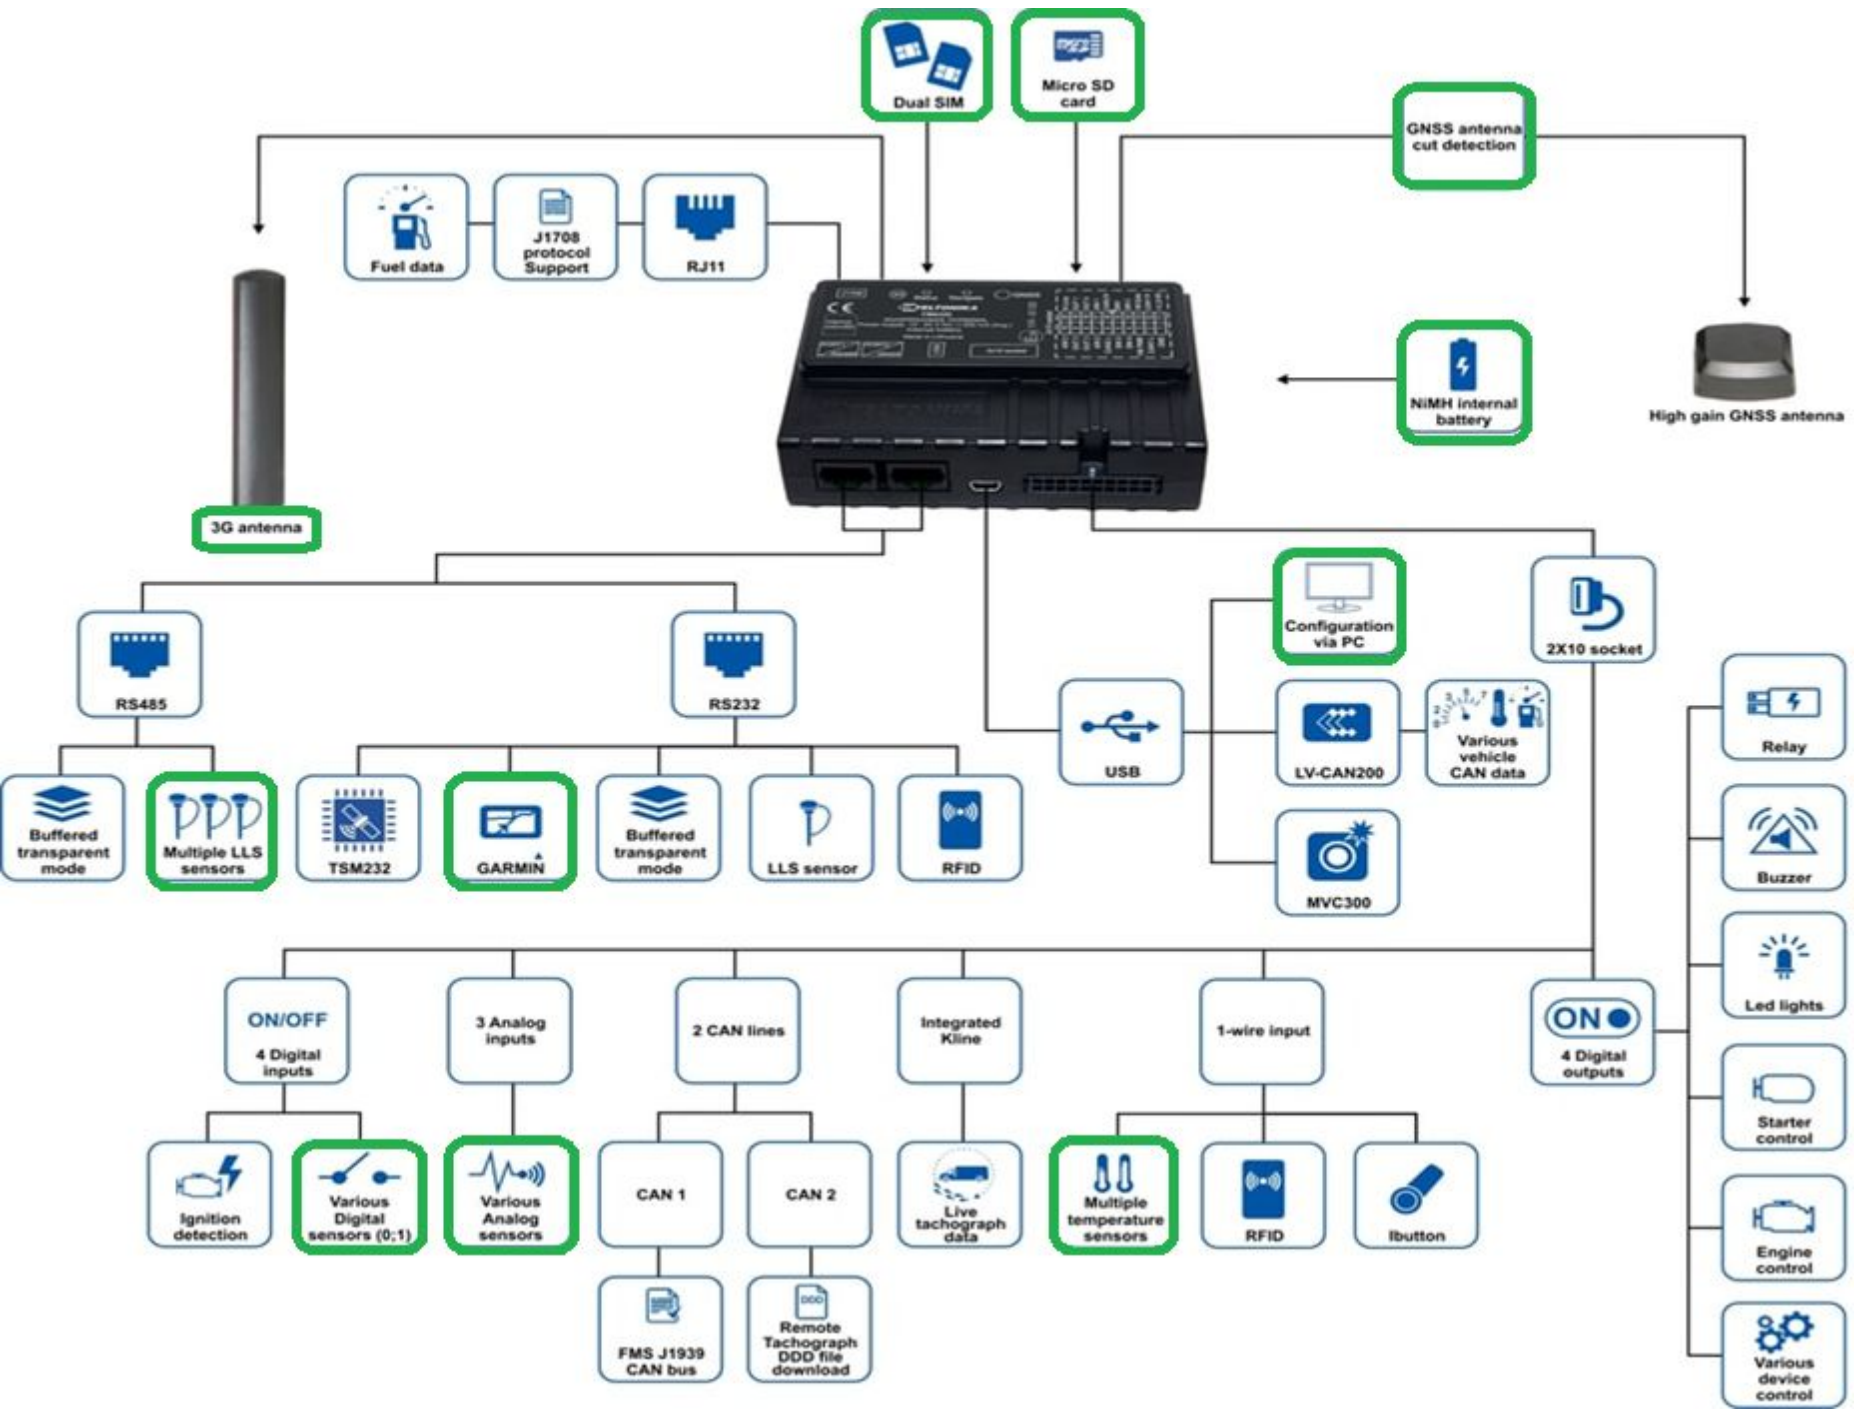 Dual SIM
Micro SD
card
GNSS antenna
cut detection
Fuel data
J1708
protocol
Support
RJ11
CE
TELTONIKA
NiMH internal
battery
High gain GNSS antenna
3G antenna
Configuration
via PC
2X10 socket
RS485
RS232
USB
LV-CAN200
Various
vehicle
CAN data
Relay
Buffered
transparent
mode
Multiple LLS
sensors
TSM232
GARMIN
Buffered
transparent
mode
LLS sensor
RFID
MVC300
Buzzer
Led lights
ON/OFF
4 Digital
inputs
3 Analog
inputs
2 CAN lines
Integrated
Kline
1-wire input
ON
4 Digital
outputs
Starter
control
Ignition
detection
Various
Digital
sensors (0;1)
Various
Analog
sensors
CAN 1
CAN 2
Live
tachograph
data
Multiple
temperature
sensors
RFID
Ibutton
Engine
control
FMS J1939
CAN bus
DDD
Remote
Tachograph
DDD file
download
Various
device
control